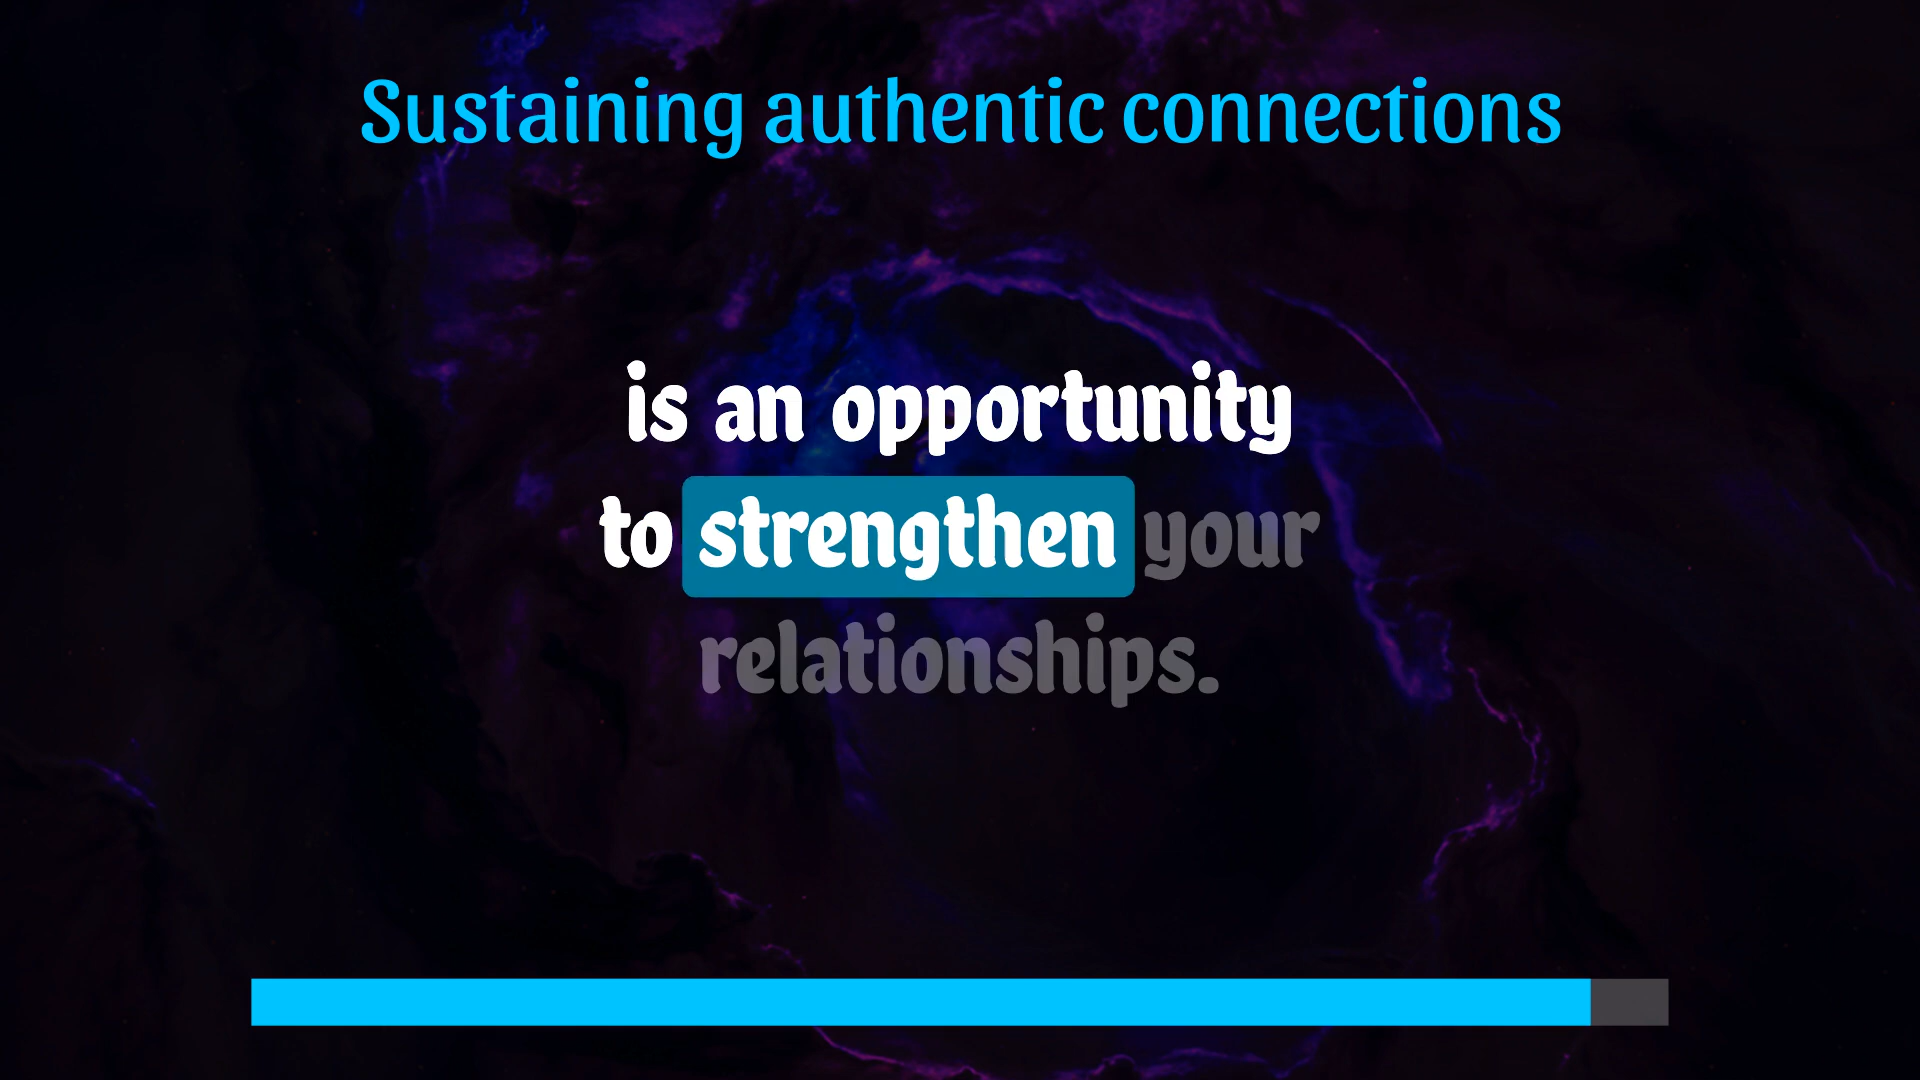 Sustaining authentic connections
is an opportunity
to strengthen your
relationships.